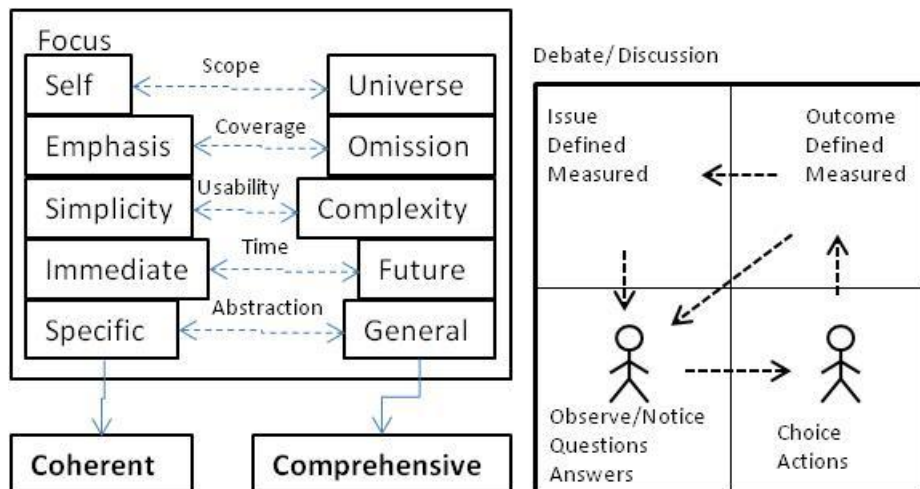 Focus
Self
Scope
Universe
Emphasis
Coverage
Omission
Simplicity
Usability
Complexity
Immediate
Time
Future
Specific
Abstraction
General
Coherent
Comprehensive
Debate/ Discussion
Issue
Defined
Measured
Outcome
Defined
Measured
Observe/Notice
Questions
Answers
Choice
Actions